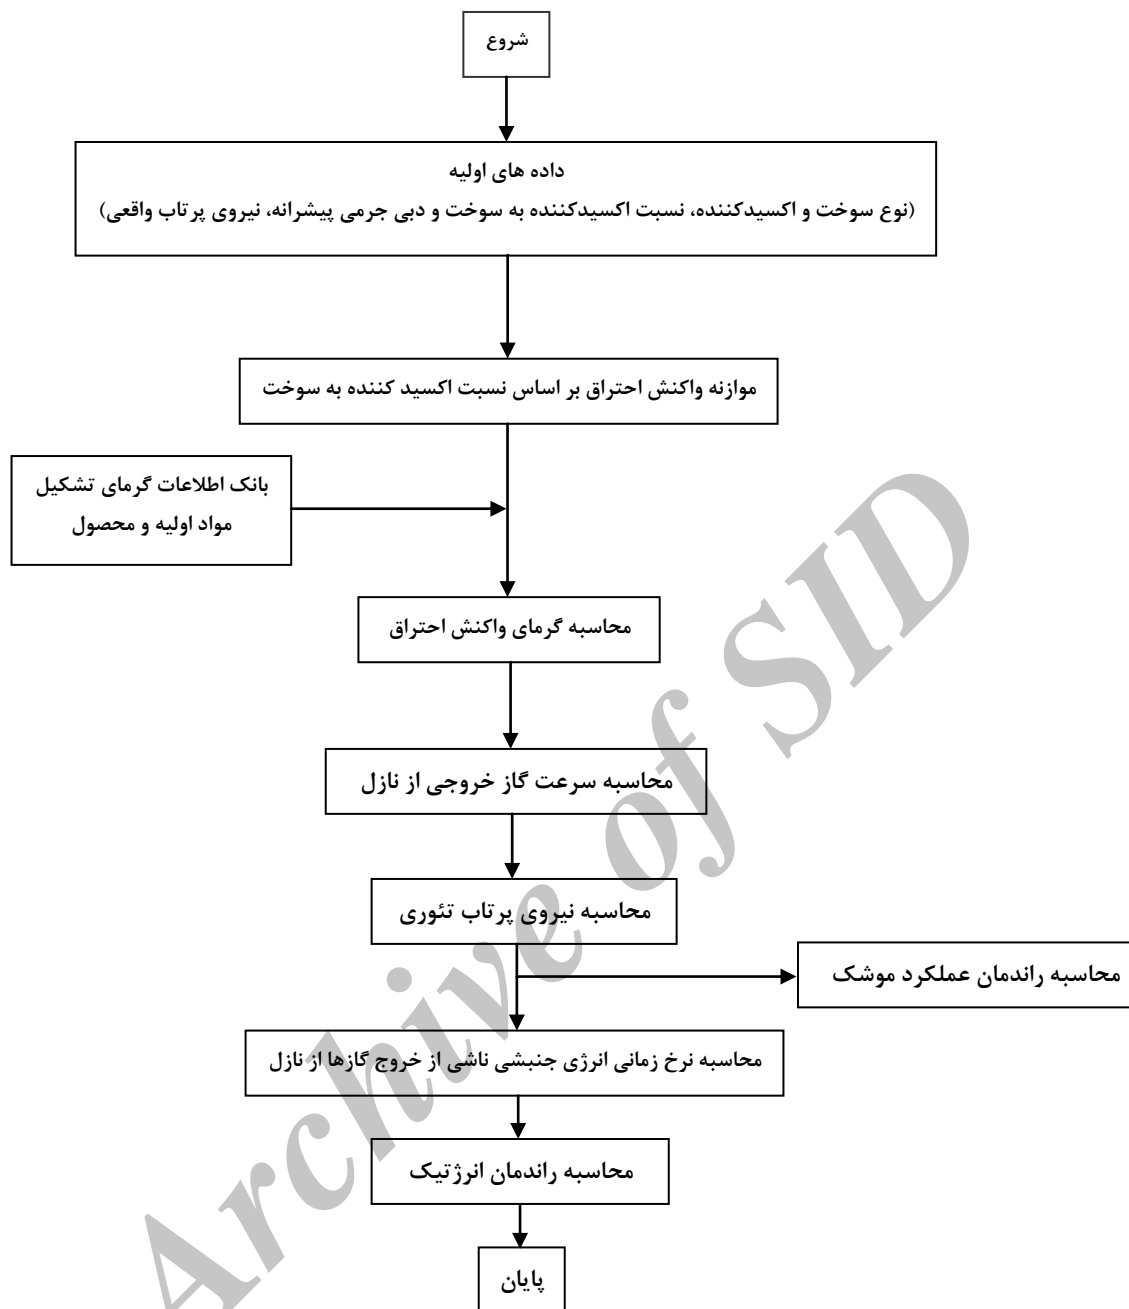 شروع
داده های اولیه
(نوع سوخت و اکسیدکننده، نسبت اکسیدکننده به سوخت و دبی جرمی پیشرانه، نیروی پرتاب واقعی)
موازنه واکنش احتراق بر اساس نسبت اکسید کننده به سوخت
بانک اطلاعات گرمای تشکیل
مواد اولیه و محصول
محاسبه گرمای واکنش احتراق
محاسبه سرعت گاز خروجی از نازل
محاسبه نیروی پرتاب تئوری
محاسبه راندمان عملکرد موشک
محاسبه نرخ زمانی انرژی جنبشی ناشی از خروج گازها از نازل
محاسبه راندمان انرژتیک
پایان
Archive of SID